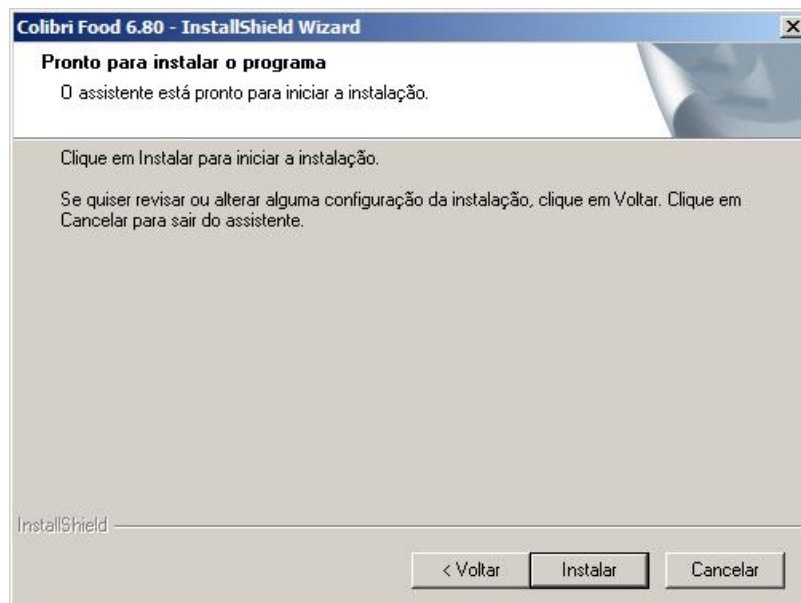 Colibri Food 6.80 - InstallShield Wizard
Pronto para instalar o programa
O assistente está pronto para iniciar a instalação.
Clique em Instalar para iniciar a instalação.
Se quiser revisar ou alterar alguma configuração da instalação, clique em Voltar. Clique em
Cancelar para sair do assistente.
InstallShield
< Voltar
Instalar
Cancelar